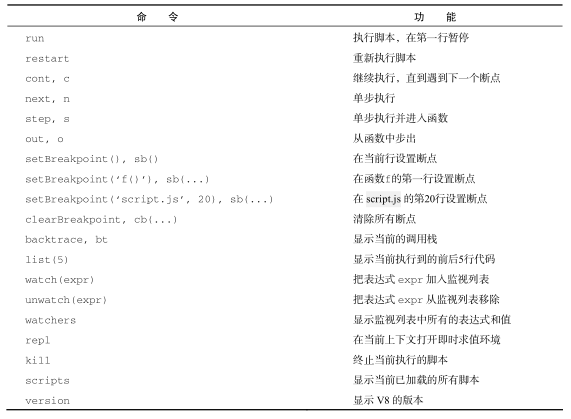 命 令 功 能
run 执行脚本，在第一行暂停
restart 重新执行脚本
cont, c 继续执行，直到遇到下一个断点
next, n 单步执行
step, s 单步执行并进入函数
out, o 从函数中步出
setBreakpoint(), sb() 在当前行设置断点
setBreakpoint(‘f()’), sb(...) 在函数f的第一行设置断点
setBreakpoint(‘script.js’, 20), sb(...) 在 script.js 的第20行设置断点
clearBreakpoint, cb(...) 清除所有断点
backtrace, bt 显示当前的调用栈
list(5) 显示当前执行到的前后5行代码
watch(expr) 把表达式 expr 加入监视列表
unwatch(expr) 把表达式 expr 从监视列表移除
watchers 显示监视列表中所有的表达式和值
repl 在当前上下文打开即时求值环境
kill 终止当前执行的脚本
scripts 显示当前已加载的所有脚本
version 显示 V8 的版本